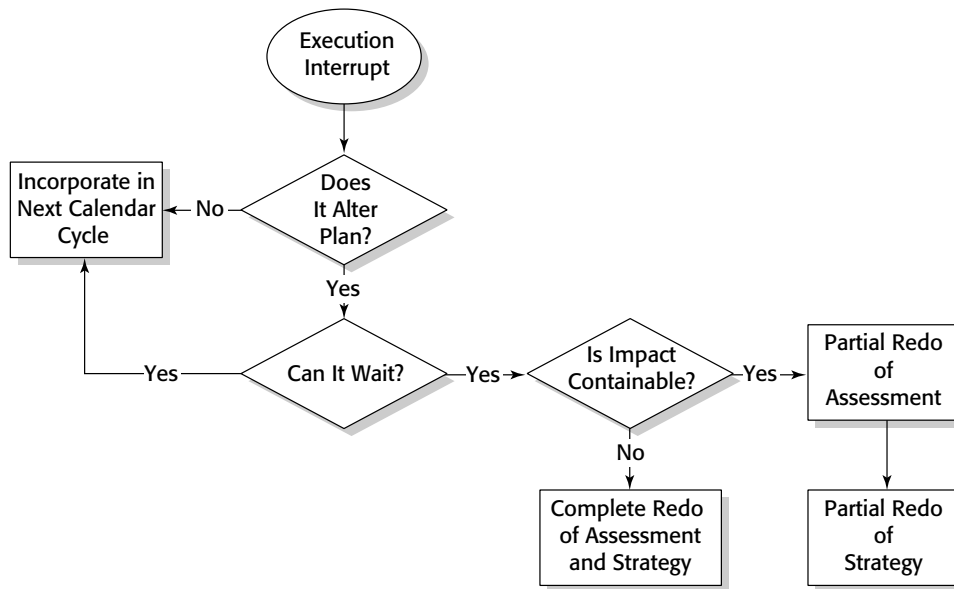 Execution
Interrupt
Does
It Alter
Plan?
No
Incorporate in
Next Calendar
Cycle
Yes
Can It Wait?
Yes
Yes
Is Impact
Containable?
Yes
Partial Redo
of
Assessment
No
Complete Redo
of Assessment
and Strategy
Partial Redo
of
Strategy